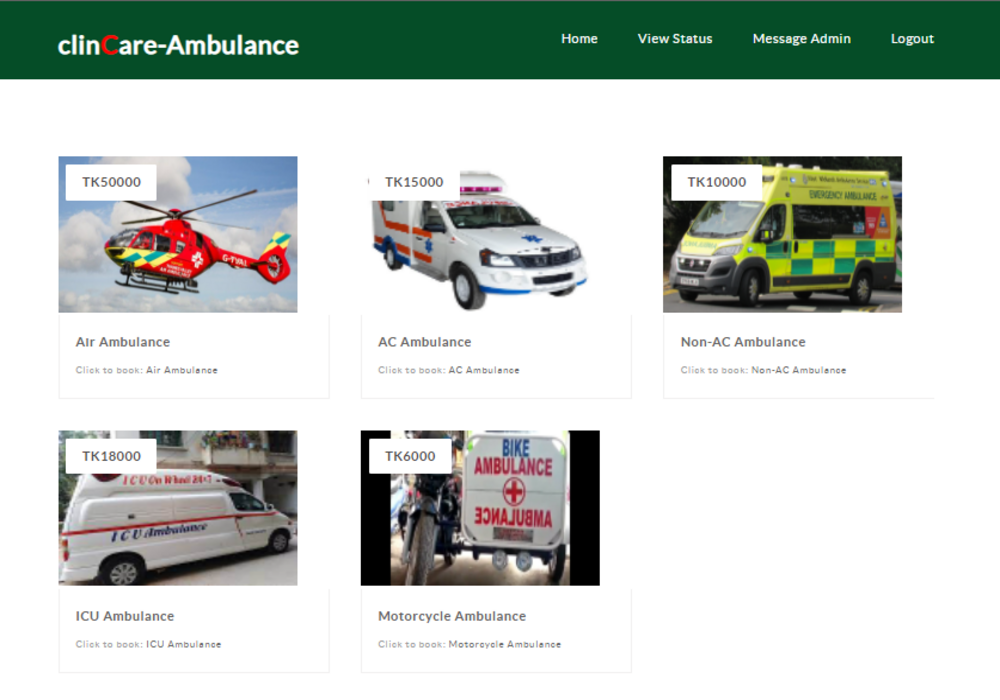 clinCare-Ambulance
Home View Status Message Admin Logout
TK50000
G-TVAL
Air Ambulance
Click to book: Air Ambulance
TK15000
AC Ambulance
Click to book: AC Ambulance
TK10000
EMERGENCY AMBULANCE
Non-AC Ambulance
Click to book: Non-AC Ambulance
TK18000
ICU On Wheel 24×7
ICU Ambulance
ICU Ambulance
Click to book: ICU Ambulance
TK6000
BIKE
AMBULANCE
AMBULANCE
Motorcycle Ambulance
Click to book: Motorcycle Ambulance